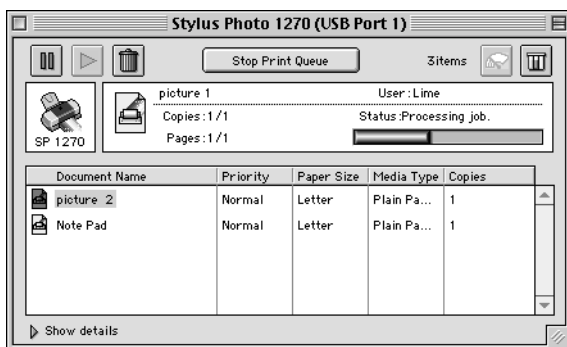 Stylus Photo 1270 (USB Port 1)
Stop Print Queue 3items
SP 1270
picture 1 User:Lime
Copies:1/1 Status:Processing job.
Pages:1/1
Document Name Priority Paper Size Media Type Copies
picture 2 Normal Letter Plain Pa... 1
Note Pad Normal Letter Plain Pa... 1
Show details